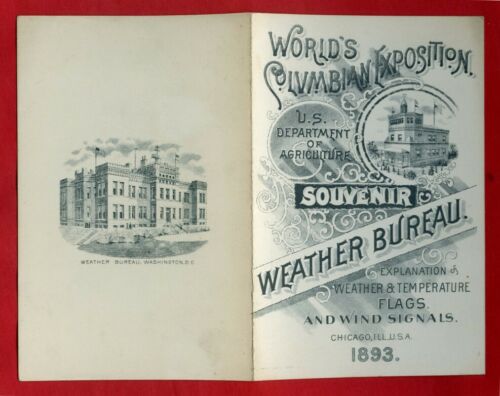 WEATHER BUREAU, WASHINGTON, D.C.
WORLD'S
COLVMBIAN EXPOSITION.
U.S.
DEPARTMENT
OF
AGRICULTURE
SOUVENIR
WEATHER BUREAU.
EXPLANATION of
WEATHER & TEMPERATURE
FLAGS.
AND WIND SIGNALS.
CHICAGO, ILL., U.S.A.
1893.